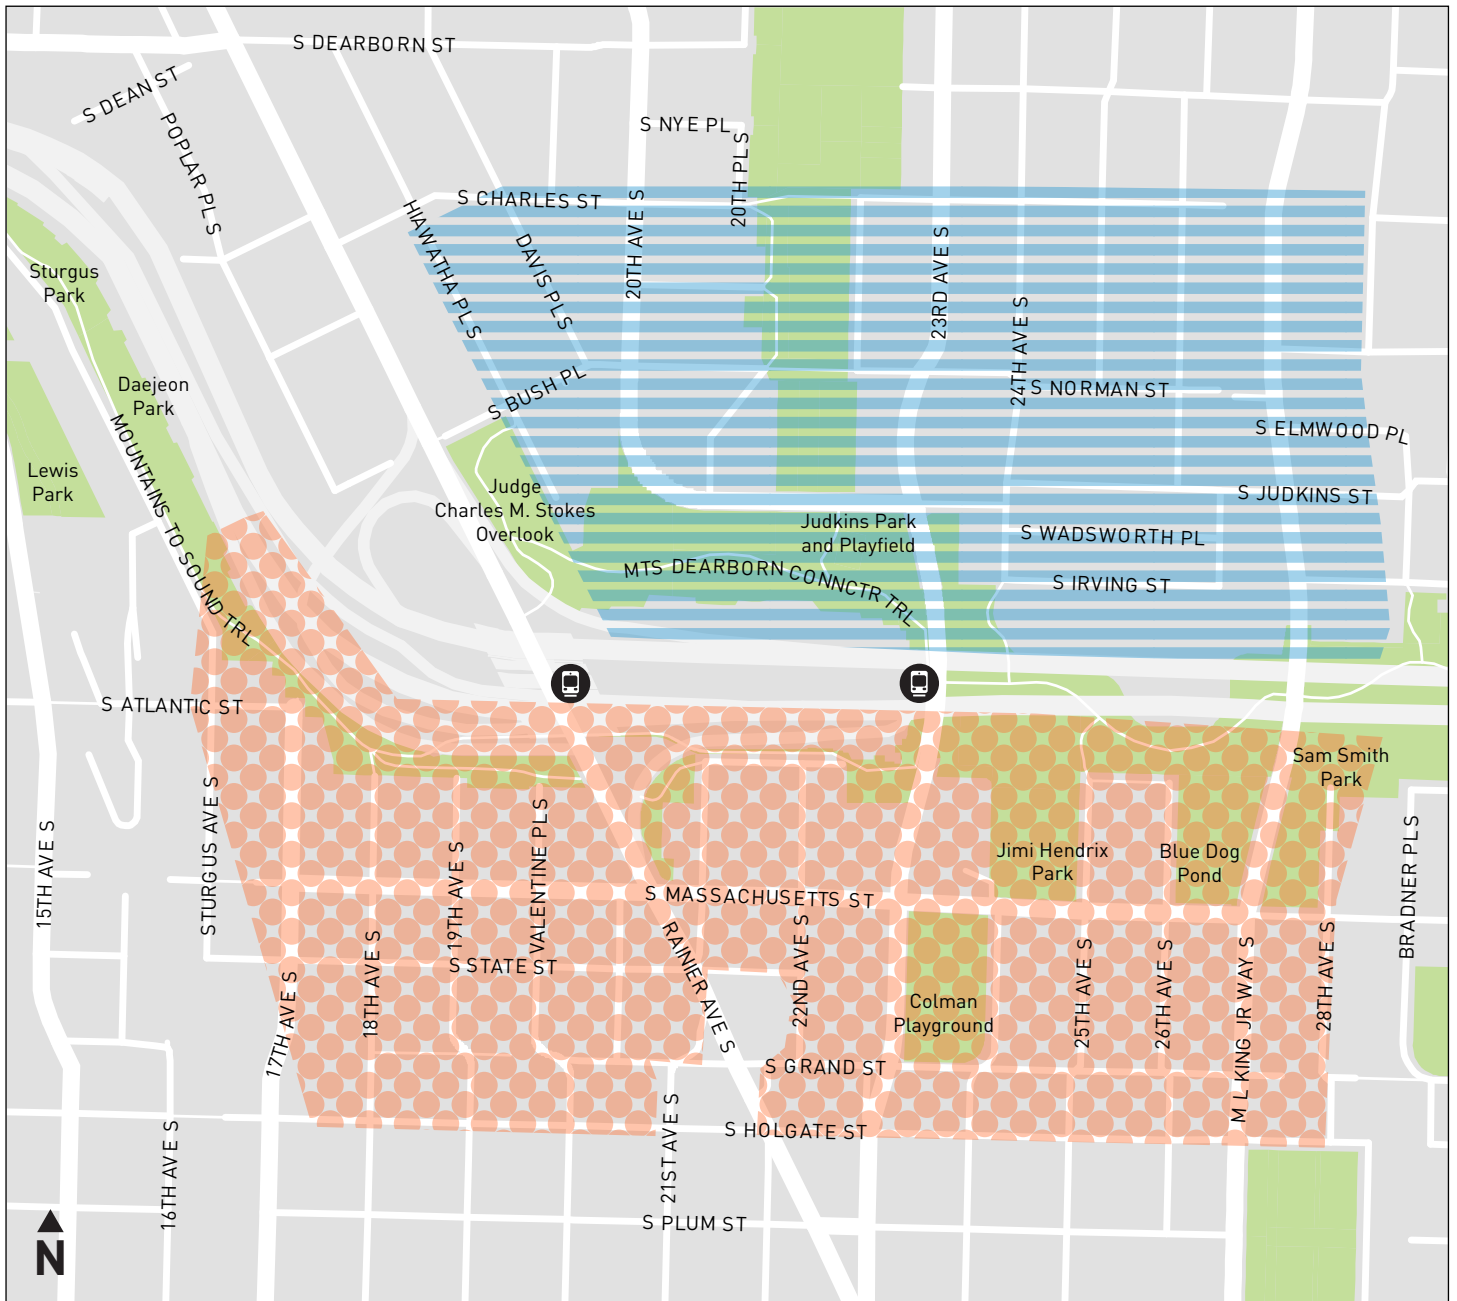 S DEARBORN ST
S DEAN ST
POPLAR PL S
S NYE PL
20TH PL S
S CHARLES ST
20TH AVE S
HIAWATHA PL S
DAVIS PL S
23RD AVE S
24TH AVE S
Sturgus
Park
Daejeon
Park
S BUSH PL
S NORMAN ST
S ELMWOOD PL
MOUNTAINS TO SOUND TRL
Lewis
Park
Judge
Charles M. Stokes
Overlook
S JUDKINS ST
Judkins Park
and Playfield
S WADSWORTH PL
MTS DEARBORN CONNCTR TRL
S IRVING ST
S ATLANTIC ST
Sam Smith
Park
15TH AVE S
STURGUS AVE S
19TH AVE S
VALENTINE PL S
Jimi Hendrix
Park
Blue Dog
Pond
BRADNER PL S
S MASSACHUSETTS ST
RAINIER AVE S
22ND AVE S
S STATE ST
17TH AVE S
18TH AVE S
Colman
Playground
25TH AVE S
26TH AVE S
M L KING JR WAY S
28TH AVE S
S GRAND ST
S HOLGATE ST
16TH AVE S
21ST AVE S
S PLUM ST
N